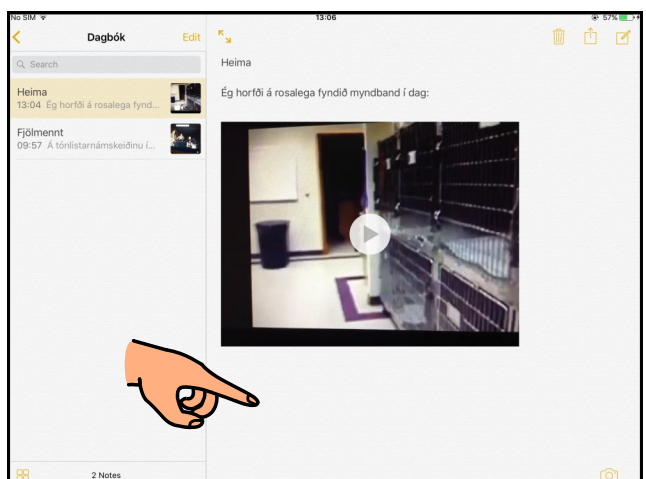 No SIM 13:06 57%
Dagbók Edit
Search
Heima
13:04 Ég horfði á rosalega fynd...
Fjölmennt
09:57 Á tónlistarnámskeiðinu í...
2 Notes
Heima
Ég horfði á rosalega fyndið myndband í dag: